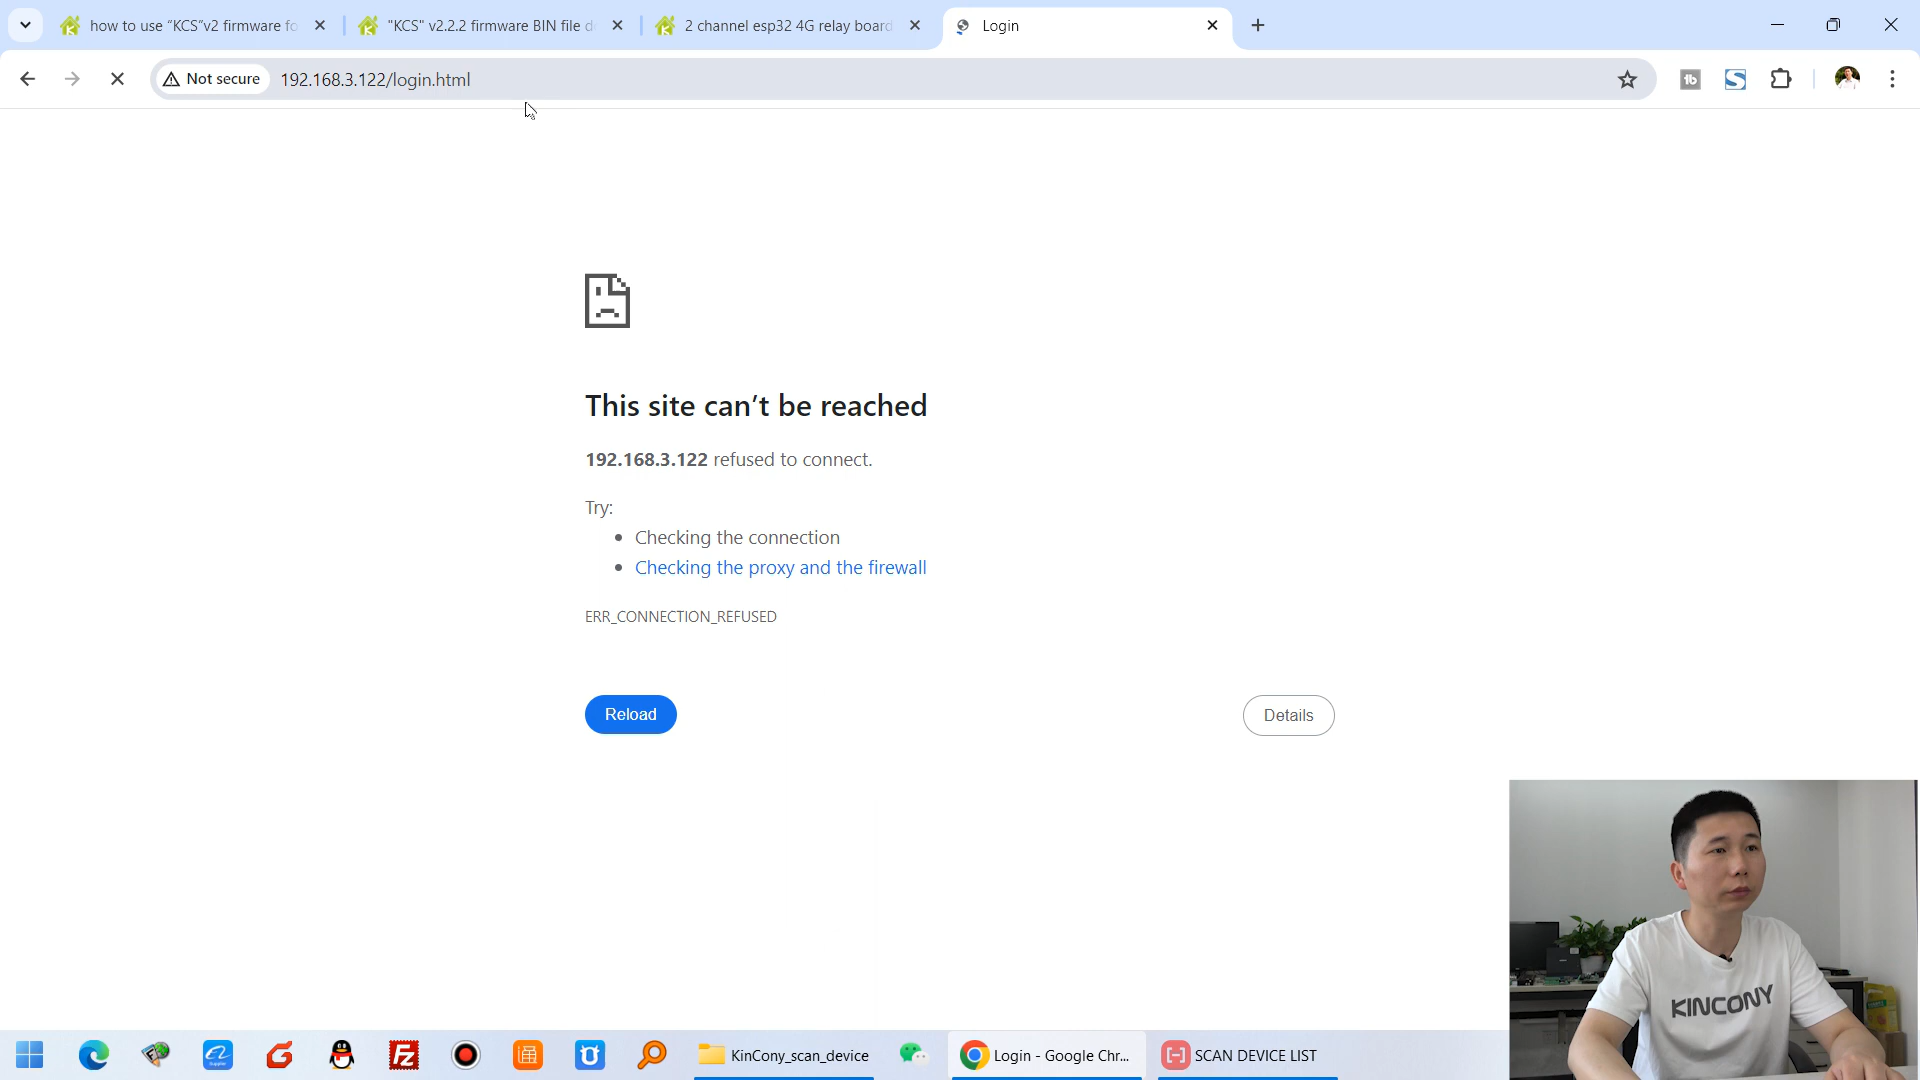 how to use “KCS”v2 firmware fo
"KCS" v2.2.2 firmware BIN file d
2 channel esp32 4G relay board
Login
Not secure
192.168.3.122/login.html
This site can’t be reached
192.168.3.122 refused to connect.
Try:
• Checking the connection
• Checking the proxy and the firewall
ERR_CONNECTION_REFUSED
Reload
Details
KINCONY
KinCony_scan_device
Login - Google Chr...
SCAN DEVICE LIST